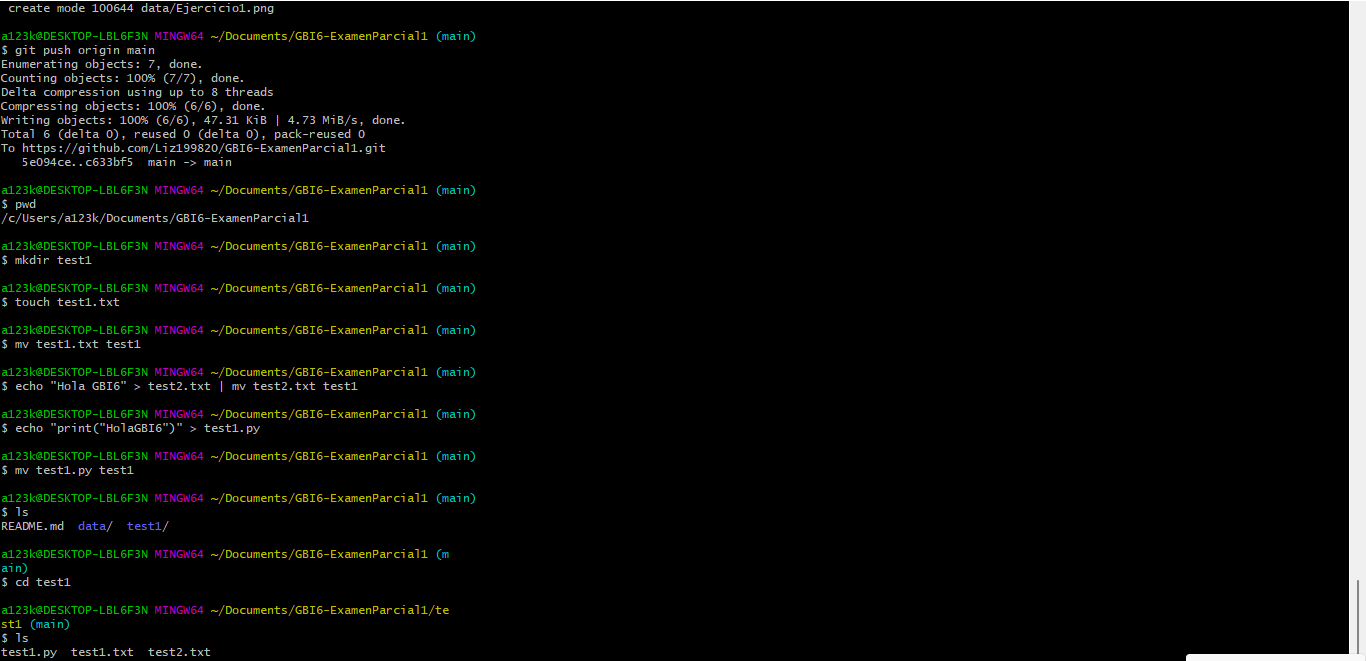 create mode 100644 data/Ejercicio1.png
a123k@DESKTOP-LBL6F3N MINGW64 ~/Documents/GBI6-ExamenParcial1 (main)
$ git push origin main
Enumerating objects: 7, done.
Counting objects: 100% (7/7), done.
Delta compression using up to 8 threads
Compressing objects: 100% (6/6), done.
Writing objects: 100% (6/6), 47.31 KiB | 4.73 MiB/s, done.
Total 6 (delta 0), reused 0 (delta 0), pack-reused 0
To https://github.com/Liz199820/GBI6-ExamenParcial1.git
5e094ce..c633bf5  main -> main
a123k@DESKTOP-LBL6F3N MINGW64 ~/Documents/GBI6-ExamenParcial1 (main)
$ pwd
/c/Users/a123k/Documents/GBI6-ExamenParcial1
a123k@DESKTOP-LBL6F3N MINGW64 ~/Documents/GBI6-ExamenParcial1 (main)
$ mkdir test1
a123k@DESKTOP-LBL6F3N MINGW64 ~/Documents/GBI6-ExamenParcial1 (main)
$ touch test1.txt
a123k@DESKTOP-LBL6F3N MINGW64 ~/Documents/GBI6-ExamenParcial1 (main)
$ mv test1.txt test1
a123k@DESKTOP-LBL6F3N MINGW64 ~/Documents/GBI6-ExamenParcial1 (main)
$ echo "Hola GBI6" > test2.txt | mv test2.txt test1
a123k@DESKTOP-LBL6F3N MINGW64 ~/Documents/GBI6-ExamenParcial1 (main)
$ echo "print("HolaGBI6")" > test1.py
a123k@DESKTOP-LBL6F3N MINGW64 ~/Documents/GBI6-ExamenParcial1 (main)
$ mv test1.py test1
a123k@DESKTOP-LBL6F3N MINGW64 ~/Documents/GBI6-ExamenParcial1 (main)
$ ls
README.md  data/  test1/
a123k@DESKTOP-LBL6F3N MINGW64 ~/Documents/GBI6-ExamenParcial1 (m
ain)
$ cd test1
a123k@DESKTOP-LBL6F3N MINGW64 ~/Documents/GBI6-ExamenParcial1/te
st1 (main)
$ ls
test1.py  test1.txt  test2.txt